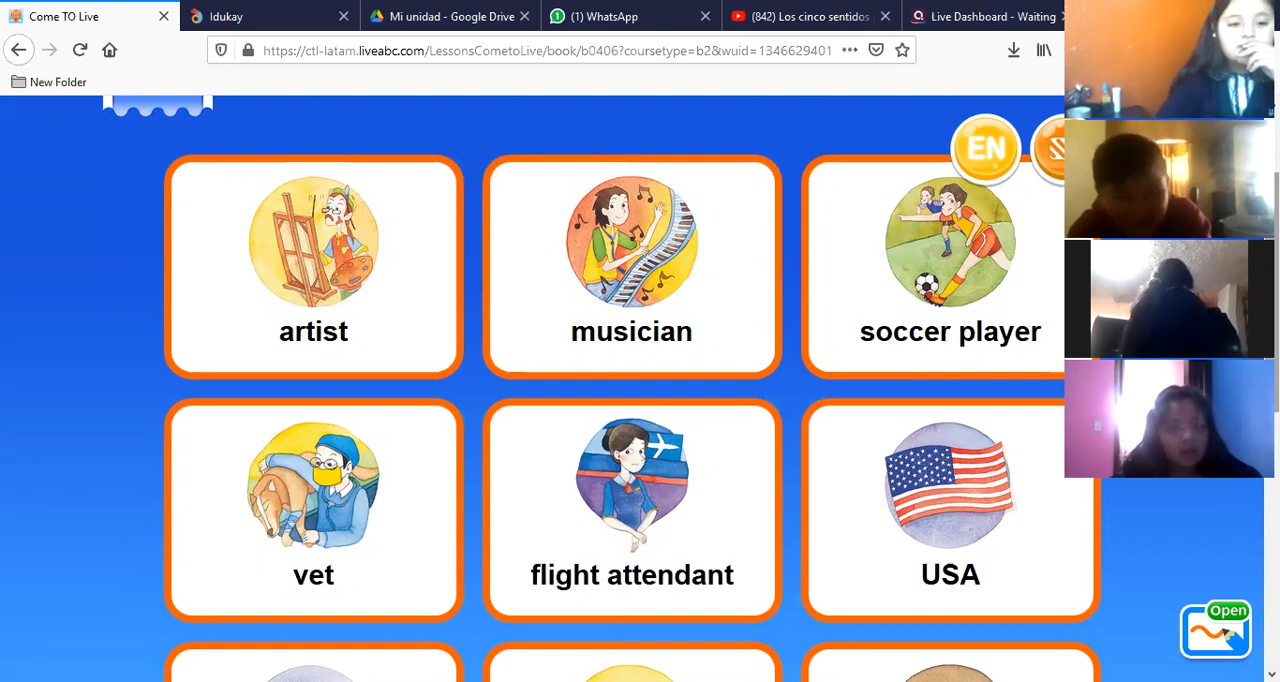 Come TO Live
Idukay
Mi unidad - Google Drive
(1) WhatsApp
(842) Los cinco sentidos
Live Dashboard - Waiting
https://ctl-latam.liveabc.com/LessonsCometoLive/book/b0406?coursetype=b2&wuid=1346629401
New Folder
EN
artist
musician
soccer player
vet
flight attendant
USA
Open